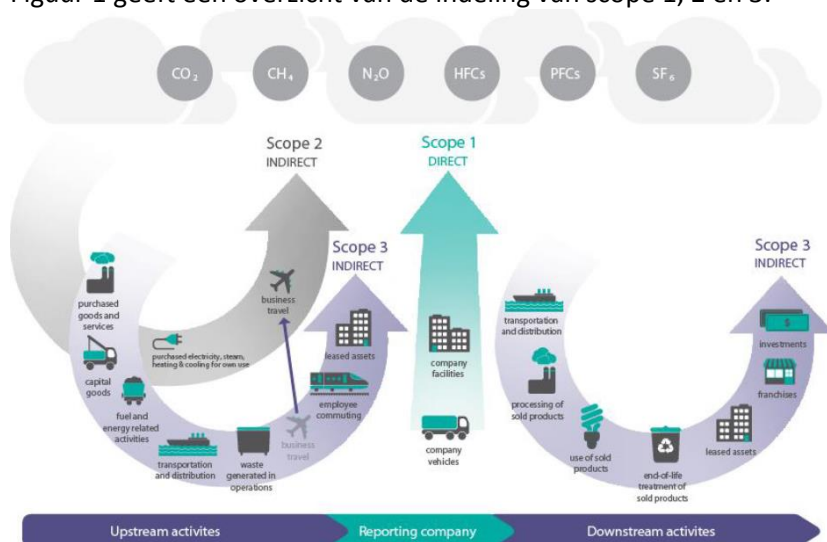 Figuur 1 geeft een overzicht van de indeling van scope 1, 2 en 3.
CO2
CH4
N2O
HFCs
PFCs
SF6
Scope 2
INDIRECT
Scope 1
DIRECT
Scope 3
INDIRECT
Scope 3
INDIRECT
purchased
goods and
services
capital
goods
fuel and
energy related
activities
purchased electricity, steam,
heating & cooling for own use
transportation
and distribution
waste
generated in
operations
business
travel
business
travel
employee
commuting
leased assets
company
facilities
company
vehicles
transportation
and distribution
processing of
sold products
use of sold
products
end-of-life
treatment of
sold products
leased assets
franchises
investments
Upstream activites
Reporting company
Downstream activites